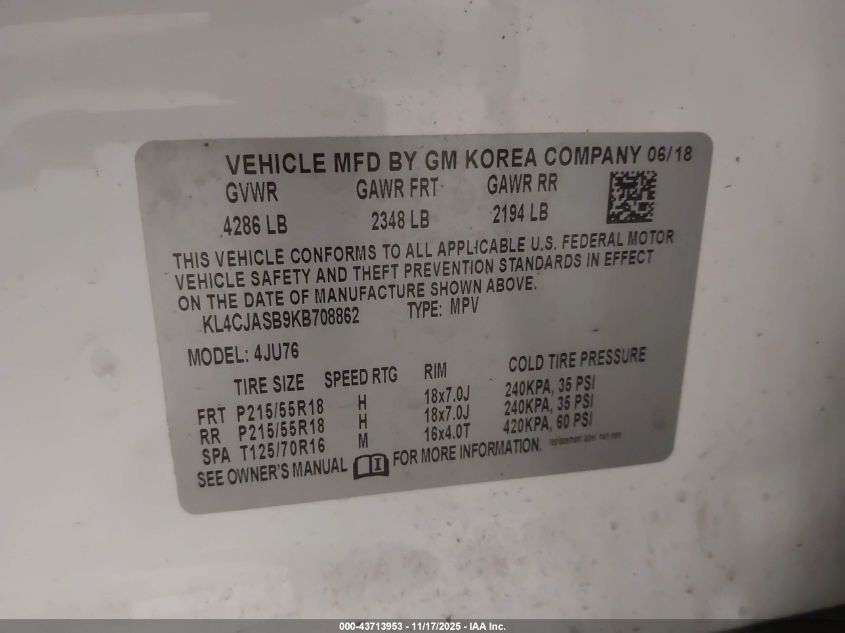 VEHICLE MFD BY GM KOREA COMPANY 06/18
GVWR GAWR FRT GAWR RR
4286 LB 2348 LB 2194 LB
THIS VEHICLE CONFORMS TO ALL APPLICABLE U.S. FEDERAL MOTOR
VEHICLE SAFETY AND THEFT PREVENTION STANDARDS IN EFFECT
ON THE DATE OF MANUFACTURE SHOWN ABOVE.
KL4CJASB9KB708862 TYPE: MPV
MODEL: 4JU76
TIRE SIZE SPEED RTG RIM COLD TIRE PRESSURE
FRT P215/55R18 H 18x7.0J 240KPA, 35 PSI
RR P215/55R18 H 18x7.0J 240KPA, 35 PSI
SPA T125/70R16 M 16x4.0T 420KPA, 60 PSI
SEE OWNER'S MANUAL FOR MORE INFORMATION.
replacement label
000-43713953 - 11/17/2025 - IAA Inc.